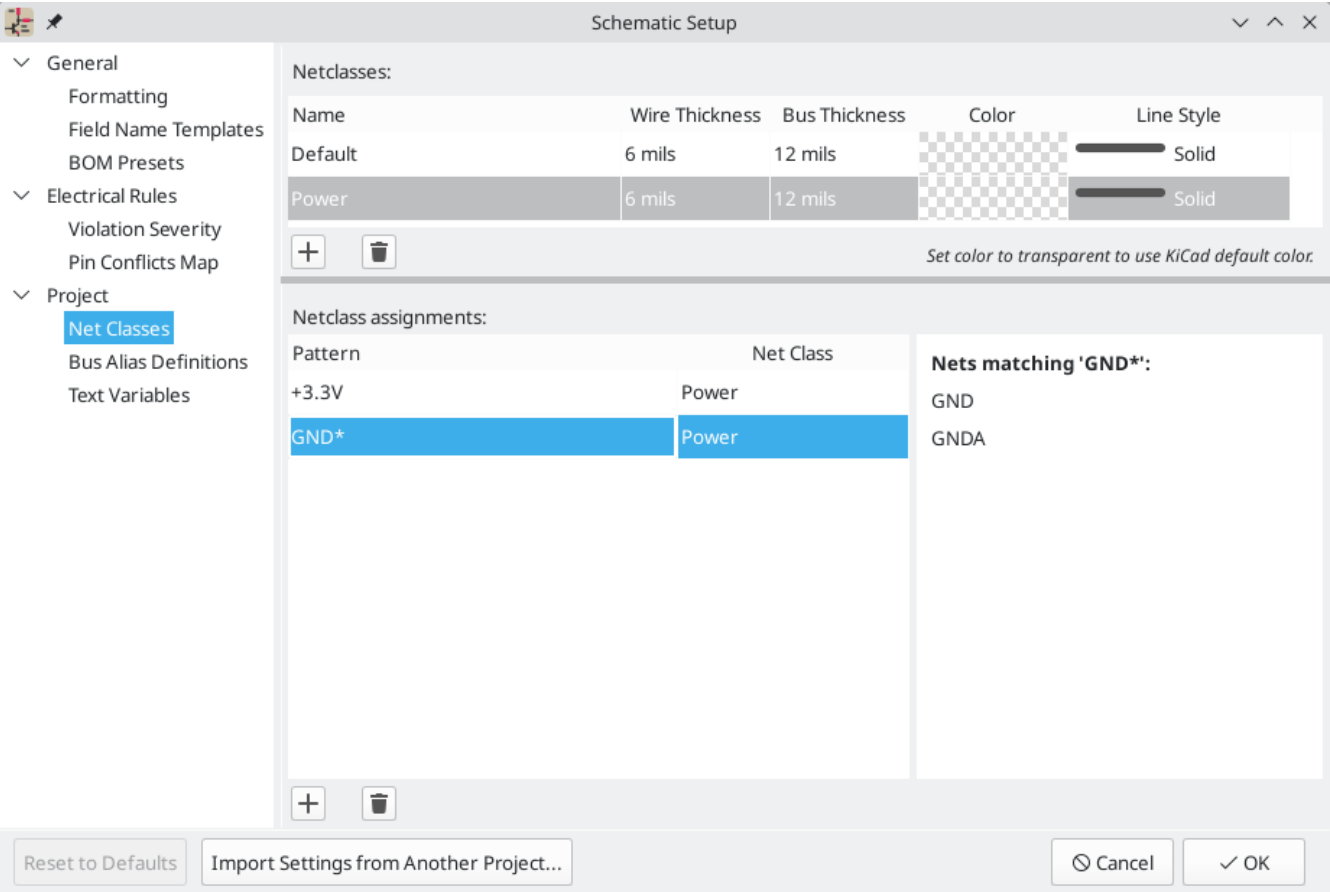 Schematic Setup
General
Formatting
Field Name Templates
BOM Presets
Electrical Rules
Violation Severity
Pin Conflicts Map
Project
Net Classes
Bus Alias Definitions
Text Variables
Netclasses:
Name Wire Thickness Bus Thickness Color Line Style
Default 6 mils 12 mils Solid
Power 6 mils 12 mils Solid
Set color to transparent to use KiCad default color.
Netclass assignments:
Pattern Net Class
+3.3V Power
GND* Power
Nets matching 'GND*':
GND
GNDA
Reset to Defaults Import Settings from Another Project... Cancel OK